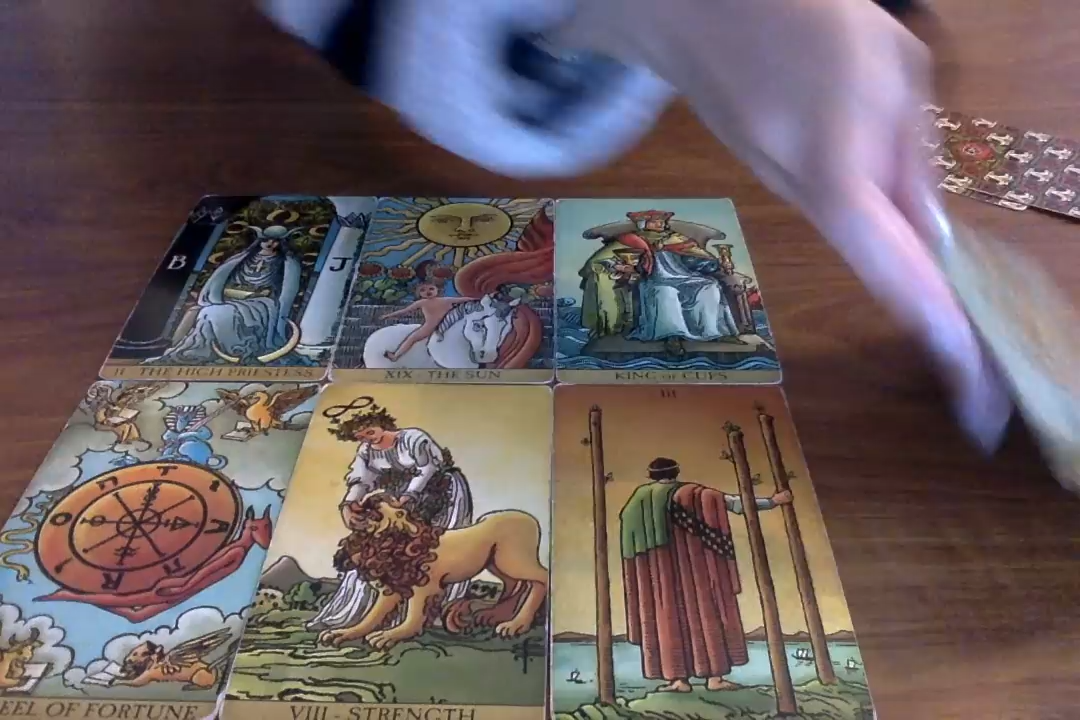 B J
II THE HIGH PRIESTESS
XIX - THE SUN
KING of CUPS
III
T
A
R
O
EEL OF FORTUNE
VIII - STRENGTH